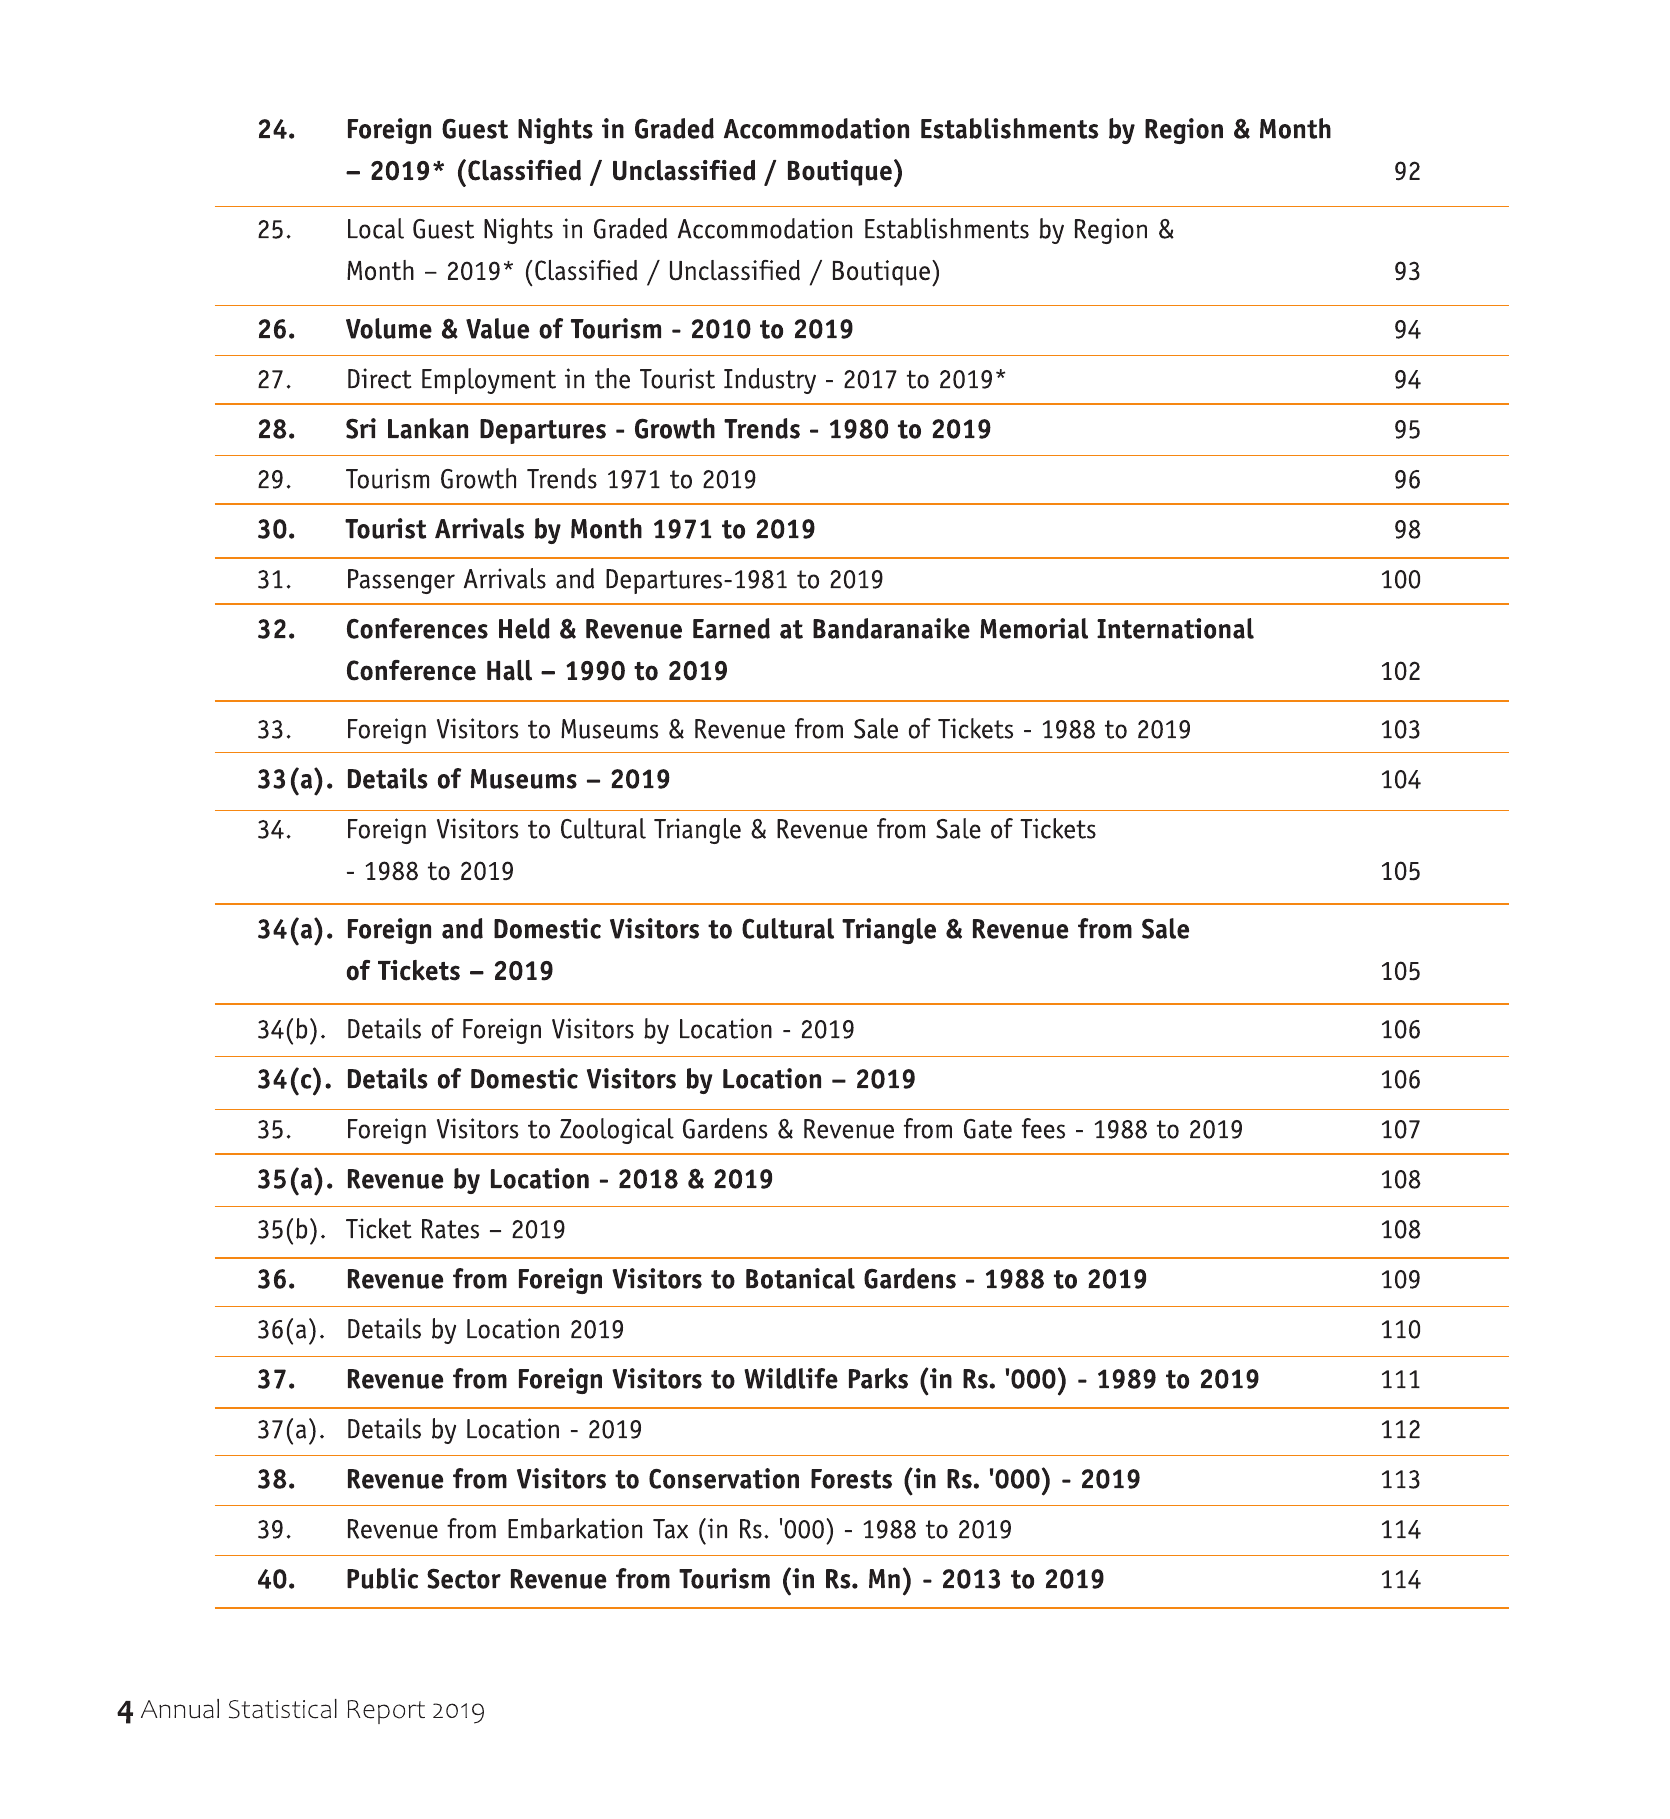 24. Foreign Guest Nights in Graded Accommodation Establishments by Region & Month
– 2019* (Classified / Unclassified / Boutique) 92
25. Local Guest Nights in Graded Accommodation Establishments by Region &
Month – 2019* (Classified / Unclassified / Boutique) 93
26. Volume & Value of Tourism - 2010 to 2019 94
27. Direct Employment in the Tourist Industry - 2017 to 2019* 94
28. Sri Lankan Departures - Growth Trends - 1980 to 2019 95
29. Tourism Growth Trends 1971 to 2019 96
30. Tourist Arrivals by Month 1971 to 2019 98
31. Passenger Arrivals and Departures-1981 to 2019 100
32. Conferences Held & Revenue Earned at Bandaranaike Memorial International
Conference Hall – 1990 to 2019 102
33. Foreign Visitors to Museums & Revenue from Sale of Tickets - 1988 to 2019 103
33(a). Details of Museums – 2019 104
34. Foreign Visitors to Cultural Triangle & Revenue from Sale of Tickets
- 1988 to 2019 105
34(a). Foreign and Domestic Visitors to Cultural Triangle & Revenue from Sale
of Tickets – 2019 105
34(b). Details of Foreign Visitors by Location - 2019 106
34(c). Details of Domestic Visitors by Location – 2019 106
35. Foreign Visitors to Zoological Gardens & Revenue from Gate fees - 1988 to 2019 107
35(a). Revenue by Location - 2018 & 2019 108
35(b). Ticket Rates – 2019 108
36. Revenue from Foreign Visitors to Botanical Gardens - 1988 to 2019 109
36(a). Details by Location 2019 110
37. Revenue from Foreign Visitors to Wildlife Parks (in Rs. '000) - 1989 to 2019 111
37(a). Details by Location - 2019 112
38. Revenue from Visitors to Conservation Forests (in Rs. '000) - 2019 113
39. Revenue from Embarkation Tax (in Rs. '000) - 1988 to 2019 114
40. Public Sector Revenue from Tourism (in Rs. Mn) - 2013 to 2019 114
4 Annual Statistical Report 2019